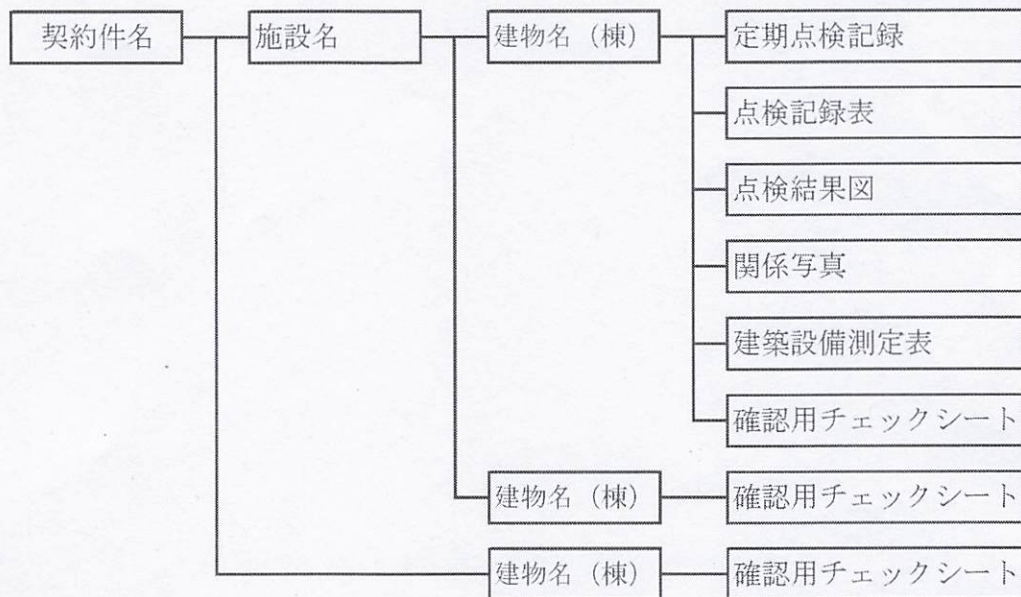 契約件名
施設名
建物名（棟）
定期点検記録
点検記録表
点検結果図
関係写真
建築設備測定表
確認用チェックシート
建物名（棟）
確認用チェックシート
建物名（棟）
確認用チェックシート